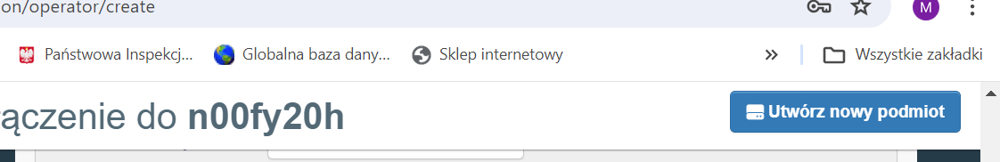 on/operator/create
M
Państwowa Inspekcj... Globalna baza dany... Sklep internetowy » Wszystkie zakładki
ączenie do n00fy20h
Utwórz nowy podmiot